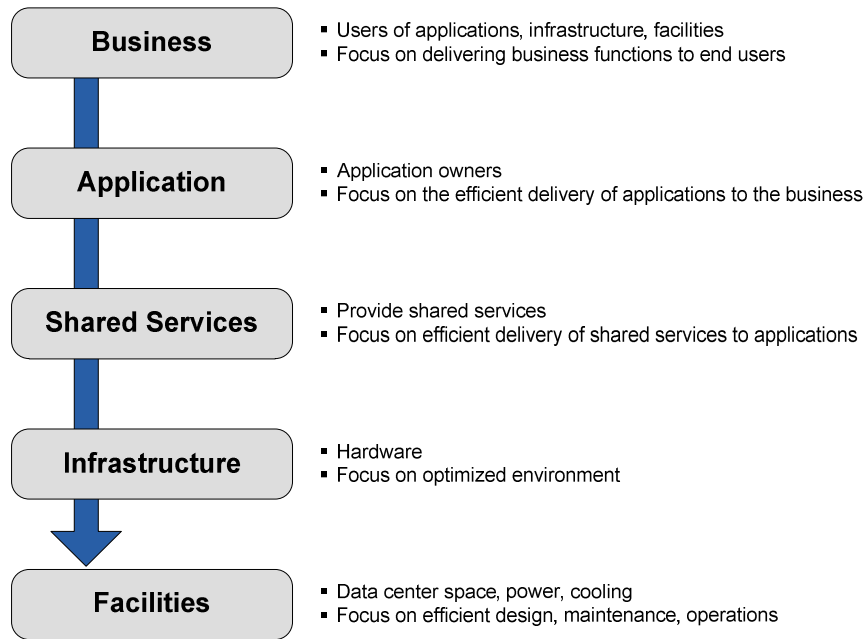 Business
▪ Users of applications, infrastructure, facilities
▪ Focus on delivering business functions to end users
Application
▪ Application owners
▪ Focus on the efficient delivery of applications to the business
Shared Services
▪ Provide shared services
▪ Focus on efficient delivery of shared services to applications
Infrastructure
▪ Hardware
▪ Focus on optimized environment
Facilities
▪ Data center space, power, cooling
▪ Focus on efficient design, maintenance, operations